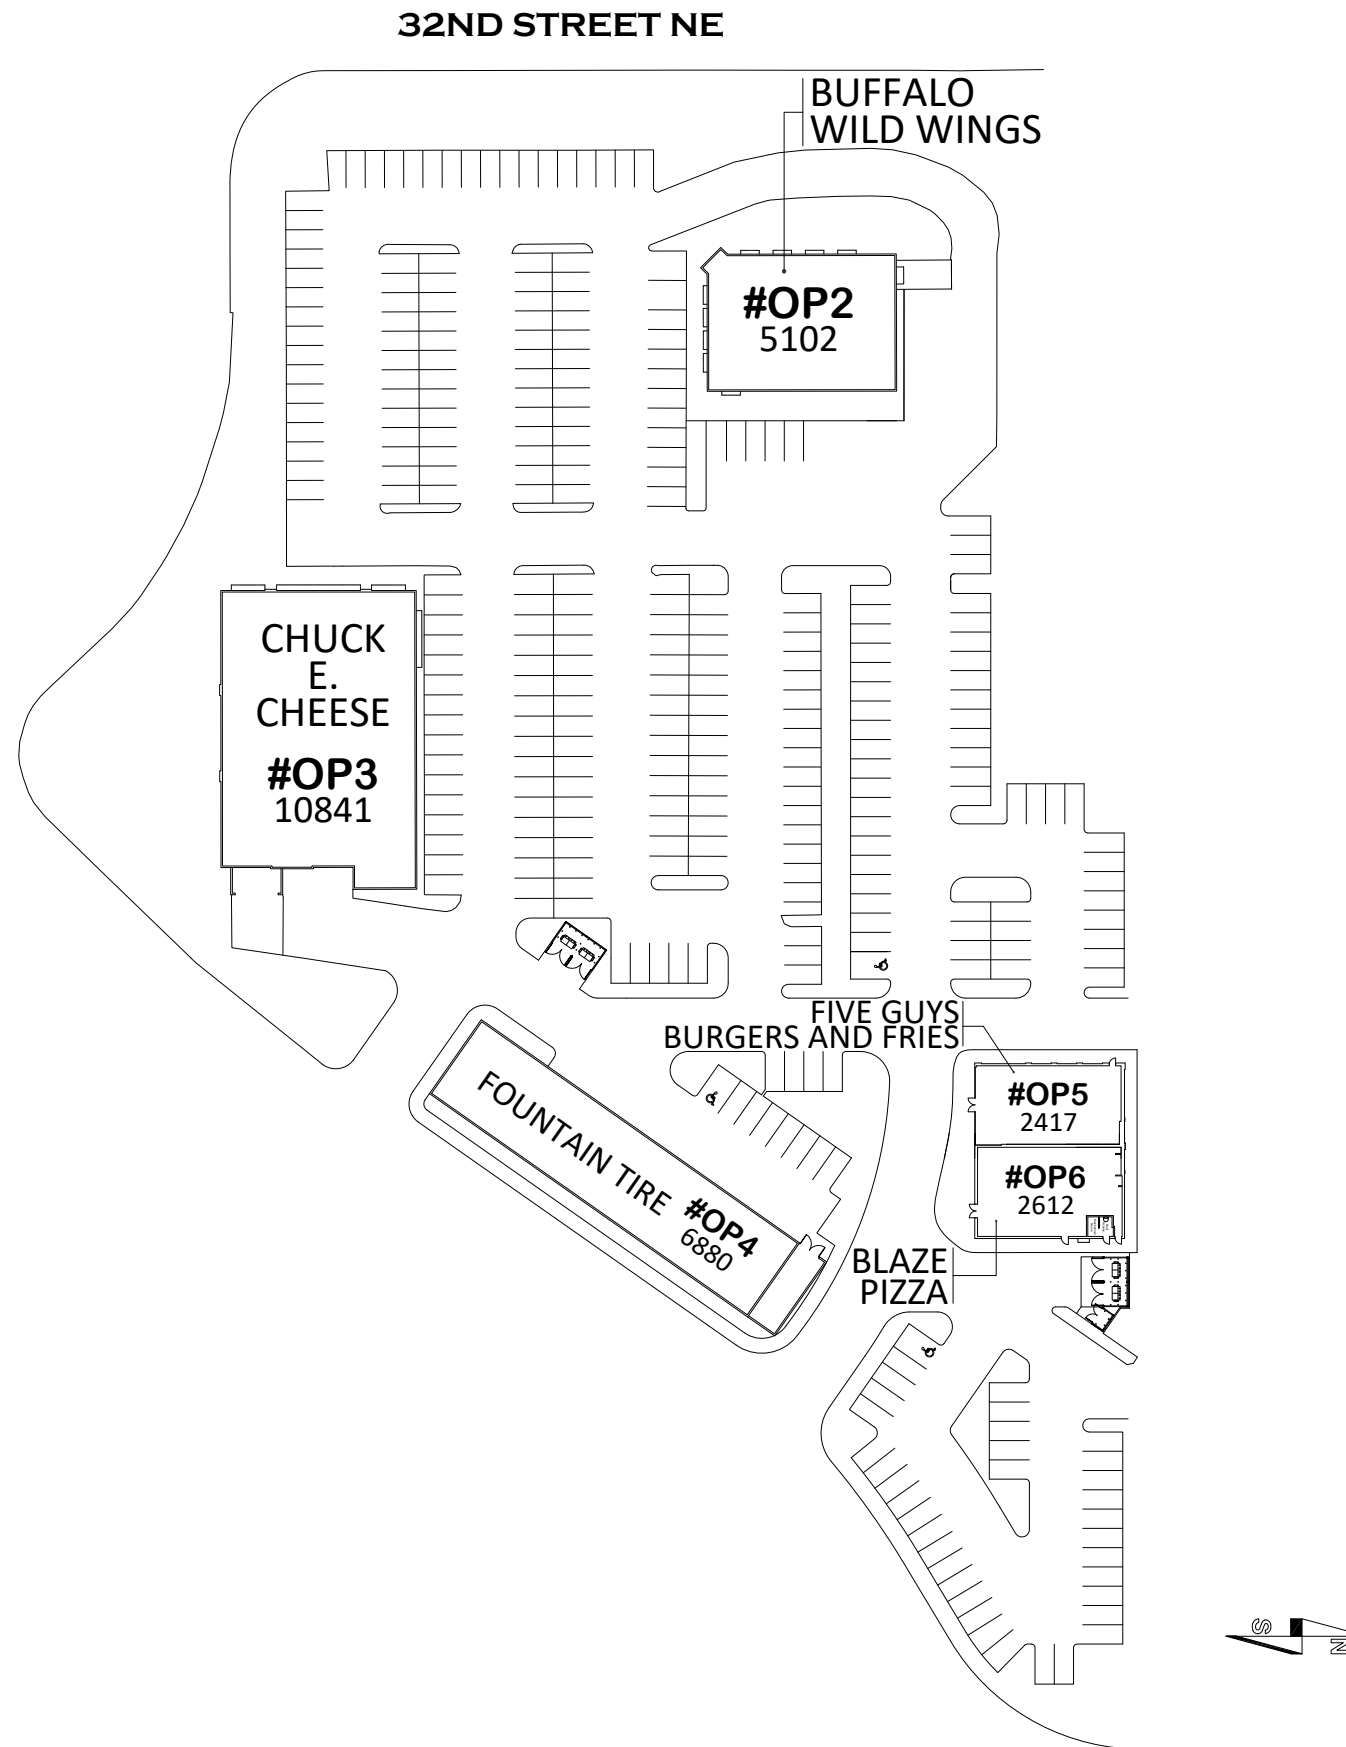 32ND STREET NE
BUFFALO
WILD WINGS
#OP2
5102
CHUCK
E.
CHEESE
#OP3
10841
FIVE GUYS
BURGERS AND FRIES
#OP5
2417
#OP6
2612
FOUNTAIN TIRE
#OP4
6880
BLAZE
PIZZA
S
N